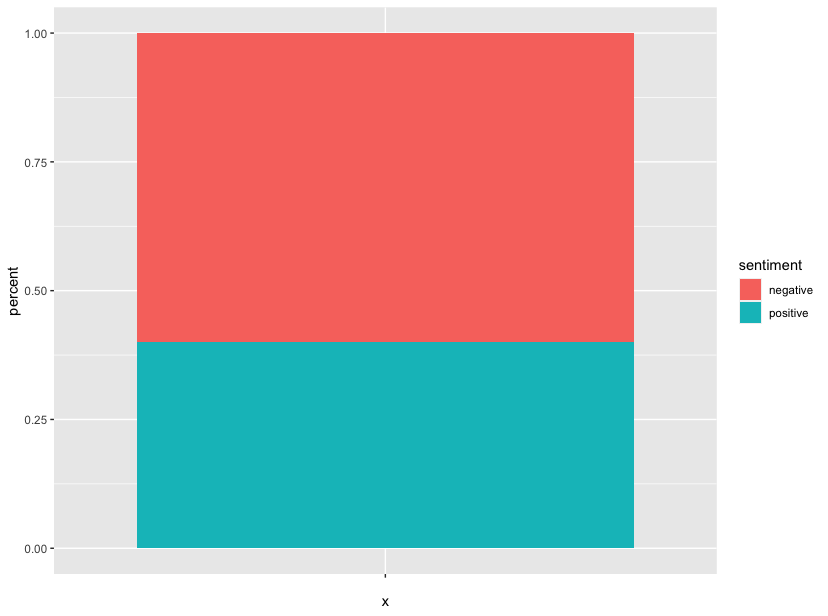 1.00
0.75
0.50
0.25
0.00
percent
x
sentiment
negative
positive